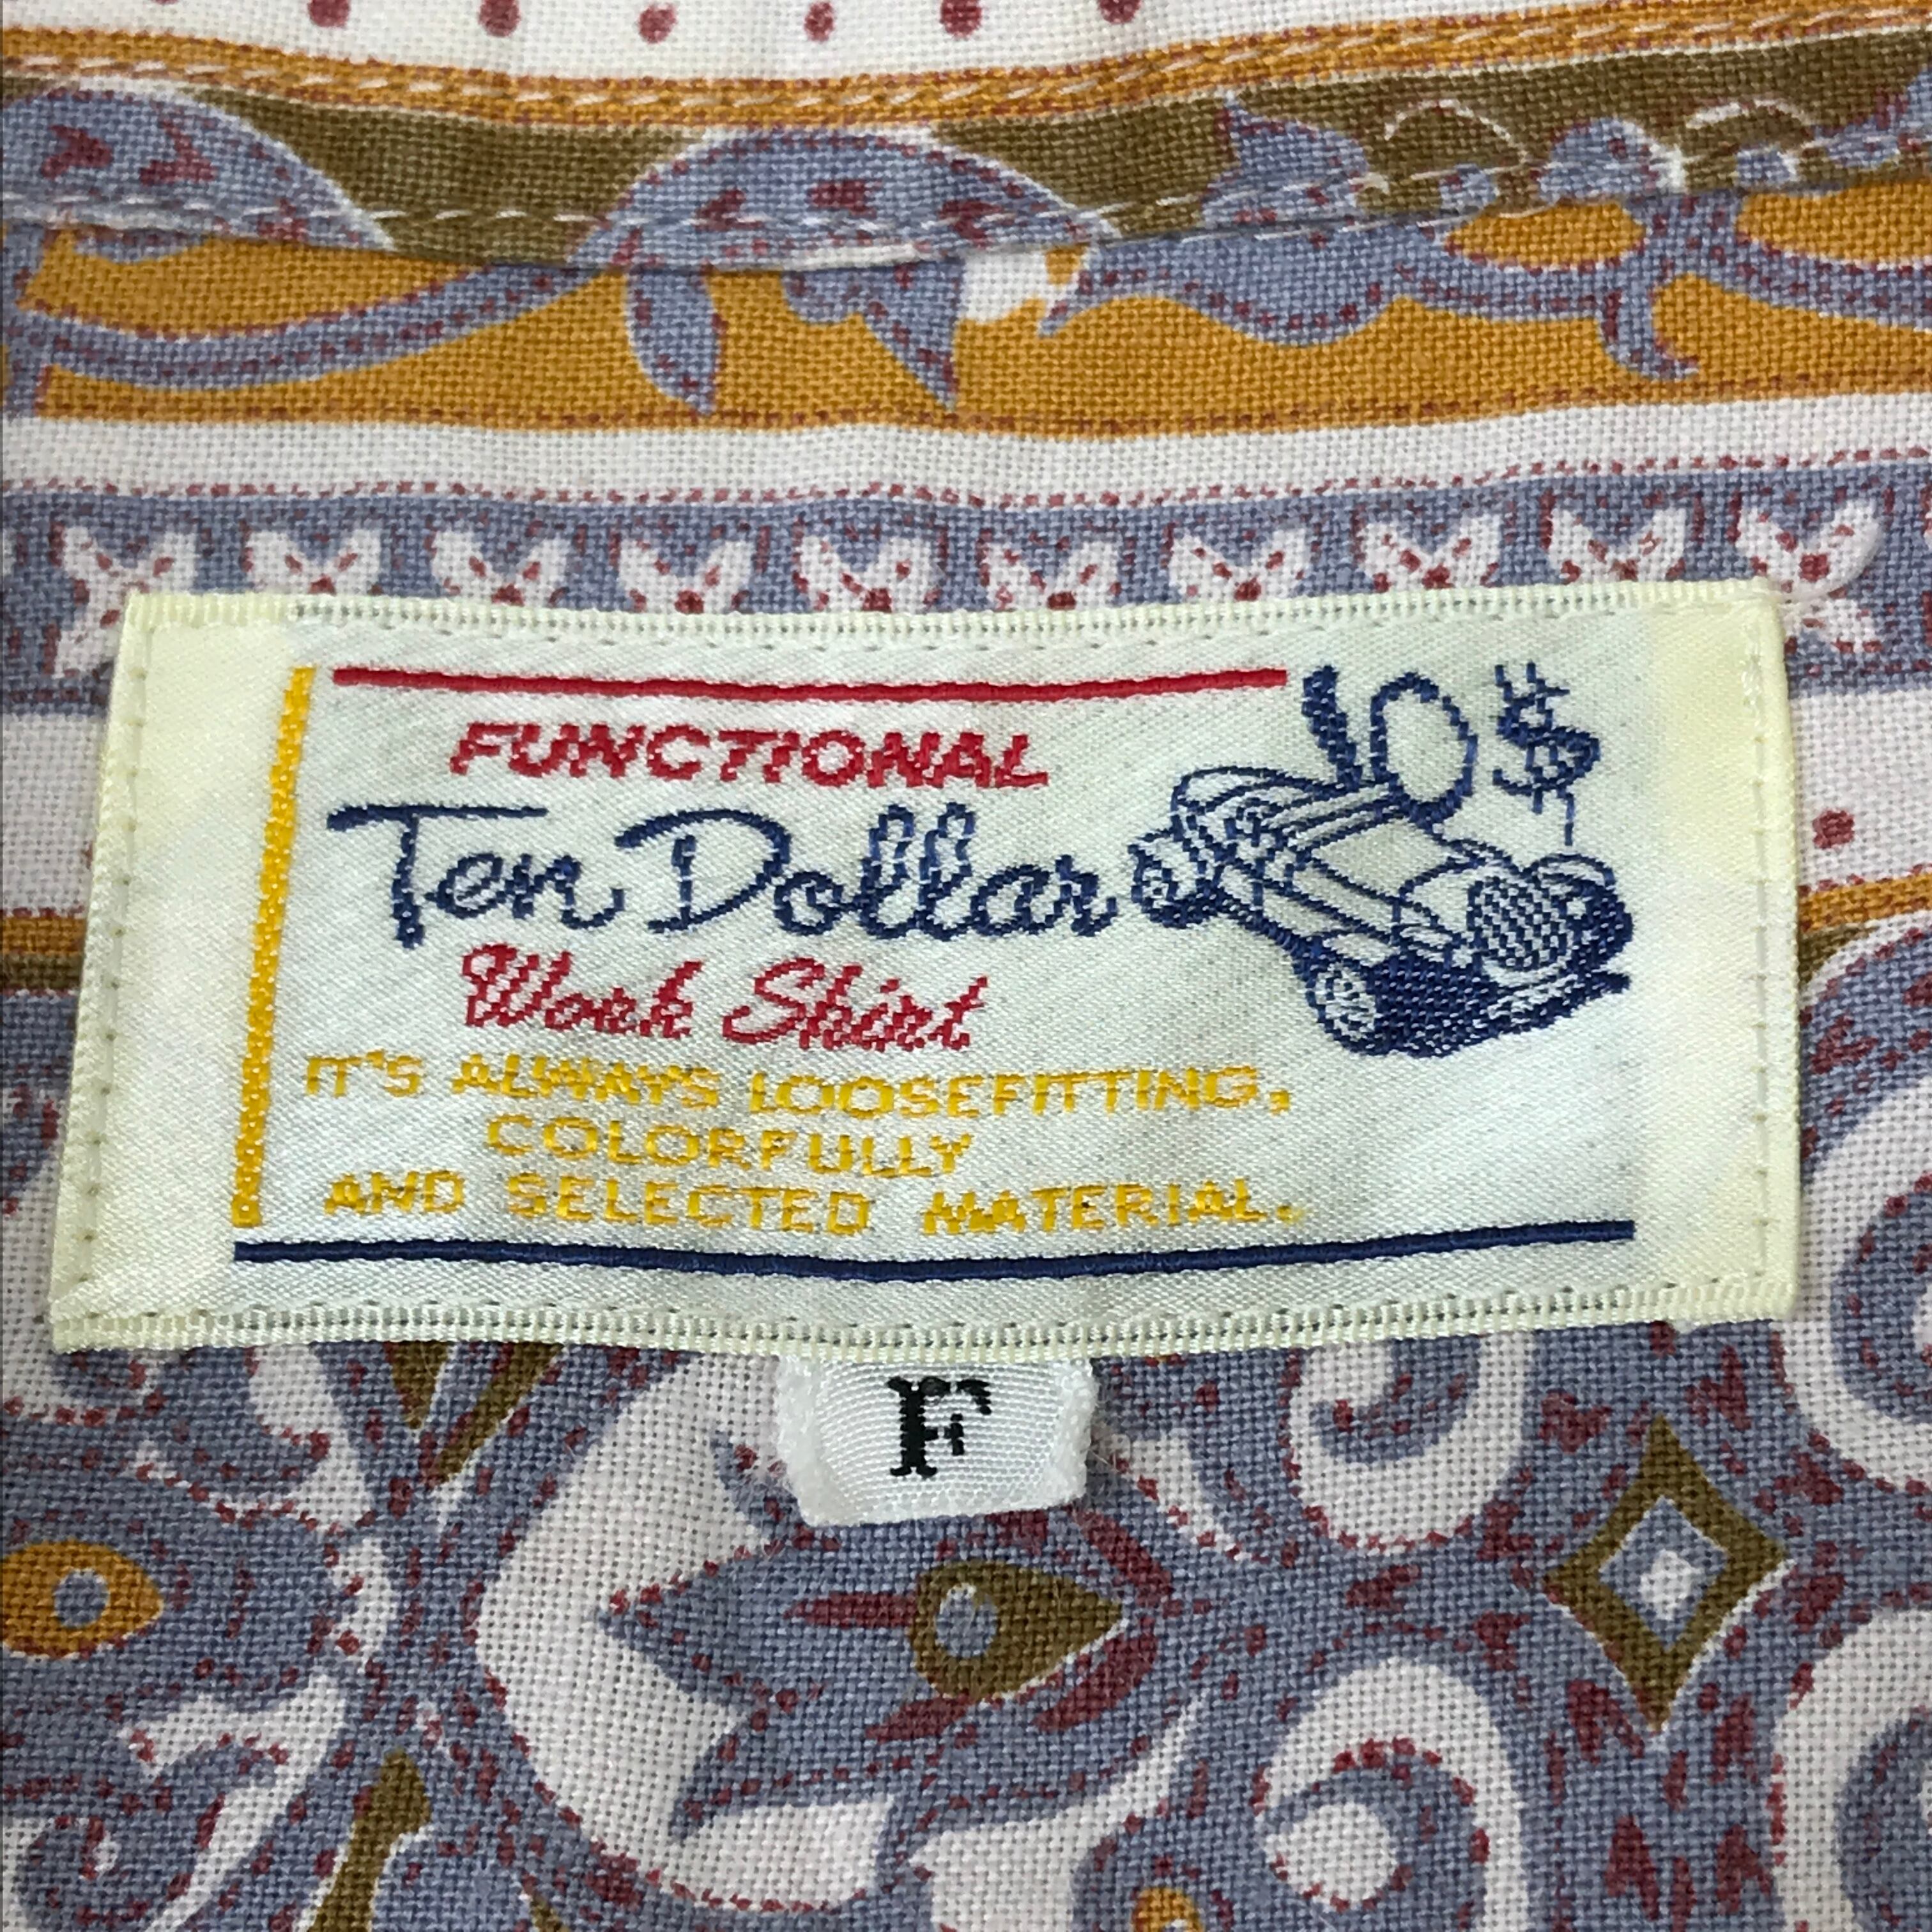 FUNCTIONAL
10$
Ten Dollar
Work Shirt
IT'S ALWAYS LOOSEFITTING,
COLORFULLY
AND SELECTED MATERIAL.
F